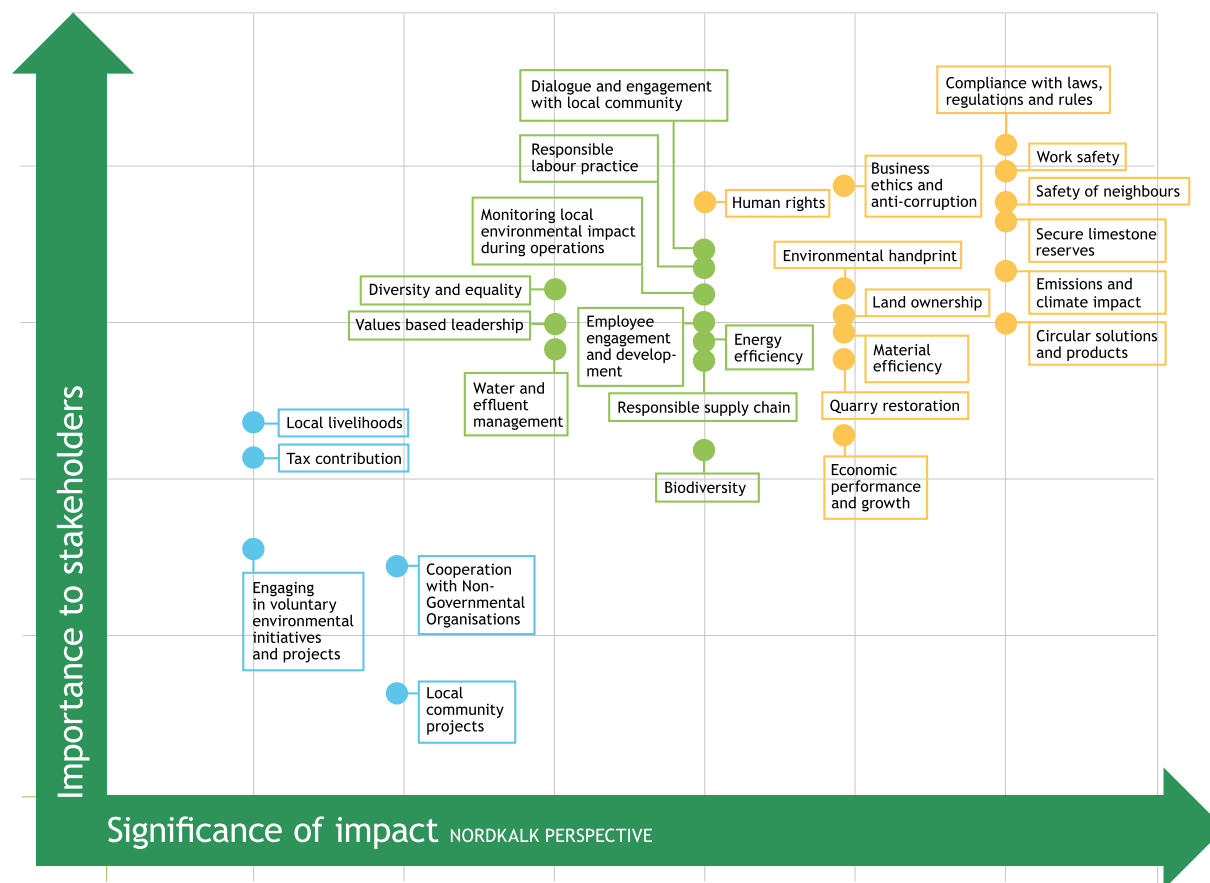 Dialogue and engagement
with local community
Responsible
labour practice
Monitoring local
environmental impact
during operations
Diversity and equality
Values based leadership
Water and
effluent
management
Employee
engagement
and develop-
ment
Energy
efficiency
Responsible supply chain
Biodiversity
Human rights
Business
ethics and
anti-corruption
Compliance with laws,
regulations and rules
Work safety
Safety of neighbours
Secure limestone
reserves
Emissions and
climate impact
Circular solutions
and products
Environmental handprint
Land ownership
Material
efficiency
Quarry restoration
Economic
performance
and growth
Local livelihoods
Tax contribution
Engaging
in voluntary
environmental
initiatives
and projects
Cooperation
with Non-
Governmental
Organisations
Local
community
projects
Importance to stakeholders
Significance of impact NORDKALK PERSPECTIVE